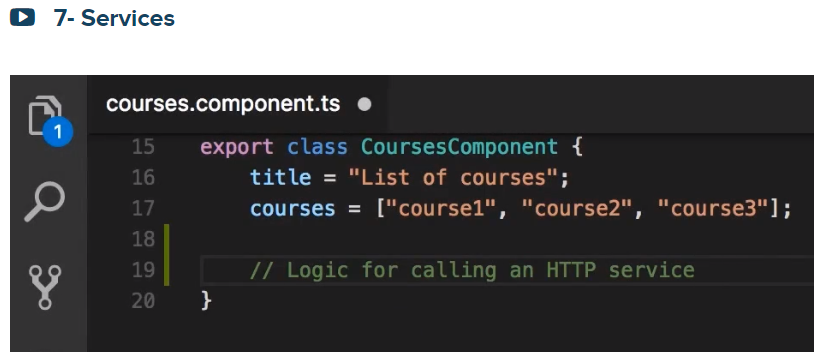 7- Services
courses.component.ts
1
15 export class CoursesComponent {
16 title = "List of courses";
17 courses = ["course1", "course2", "course3"];
18
19 // Logic for calling an HTTP service
20 }